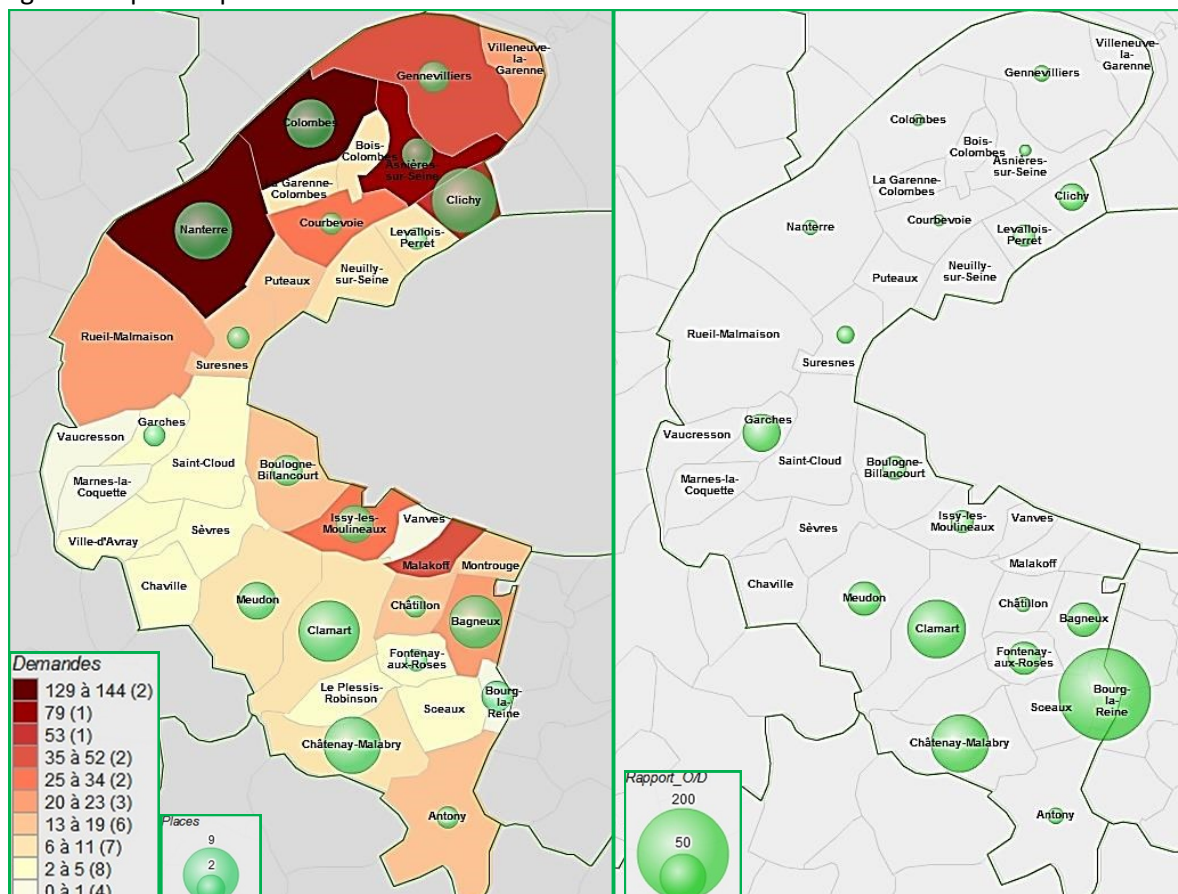 Villeneuve-
la-
Garenne
Gennevilliers
Colombes
Bois-
Colombes
Asnières-
sur-Seine
La Garenne-
Colombes
Clichy
Courbevoie
Levallois-
Perret
Nanterre
Neuilly-
sur-Seine
Puteaux
Rueil-Malmaison
Suresnes
Garches
Vaucresson
Saint-Cloud
Boulogne-
Billancourt
Marnes-la-
Coquette
Issy-les-
Moulineaux
Vanves
Sèvres
Ville-d'Avray
Malakoff
Montrouge
Chaville
Meudon
Châtillon
Clamart
Bagneux
Fontenay-
aux-Roses
Le Plessis-
Robinson
Bourg-
la-
Reine
Sceaux
Châtenay-Malabry
Antony
Demandes
129 à 144 (2)
79 (1)
53 (1)
35 à 52 (2)
25 à 34 (2)
20 à 23 (3)
13 à 19 (6)
6 à 11 (7)
2 à 5 (8)
0 à 1 (4)
Places
9
2
Villeneuve-
la-
Garenne
Gennevilliers
Colombes
Bois-
Colombes
Asnières-
sur-Seine
La Garenne-
Colombes
Clichy
Courbevoie
Levallois-
Perret
Nanterre
Neuilly-
sur-Seine
Puteaux
Rueil-Malmaison
Suresnes
Garches
Vaucresson
Saint-Cloud
Boulogne-
Billancourt
Marnes-la-
Coquette
Issy-les-
Moulineaux
Vanves
Sèvres
Ville-d'Avray
Malakoff
Montrouge
Chaville
Meudon
Châtillon
Clamart
Bagneux
Fontenay-
aux-Roses
Bourg-
la-
Reine
Sceaux
Châtenay-Malabry
Antony
Rapport_O/D
200
50